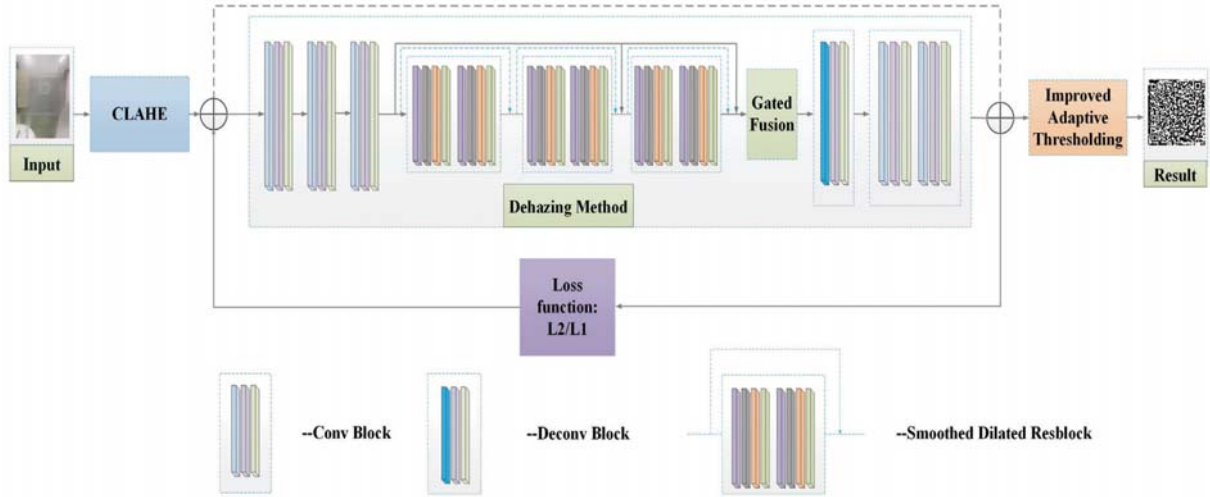 Input
CLAHE
Gated
Fusion
Dehazing Method
Improved
Adaptive
Thresholding
Result
Loss
function:
L2/L1
--Conv Block
--Deconv Block
--Smoothed Dilated Resblock